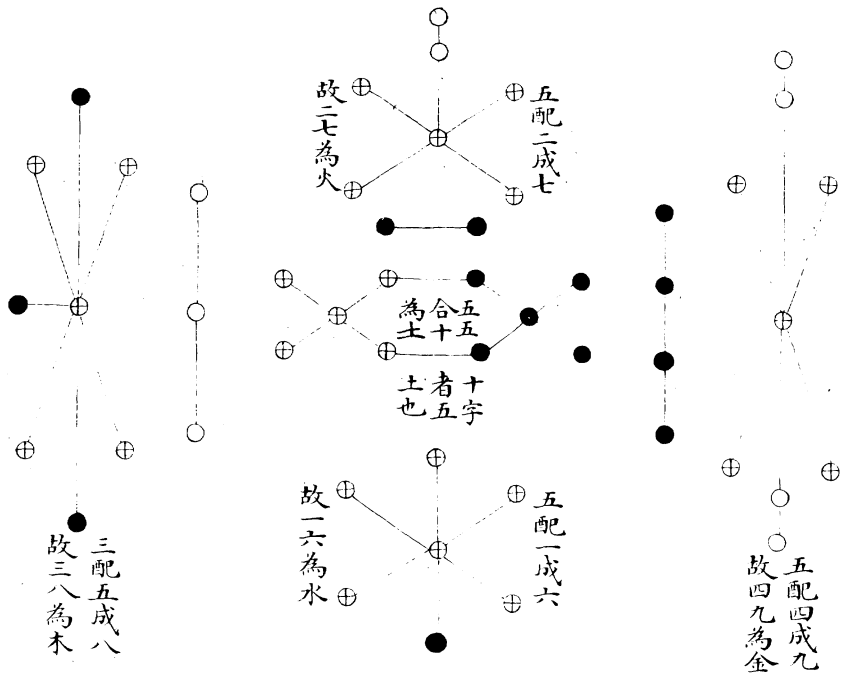 五配二成七
故二七為火
五五
合十
為土
十字
者五
土也
五配一成六
故一六為水
三配五成八
故三八為木
五配四成九
故四九為金